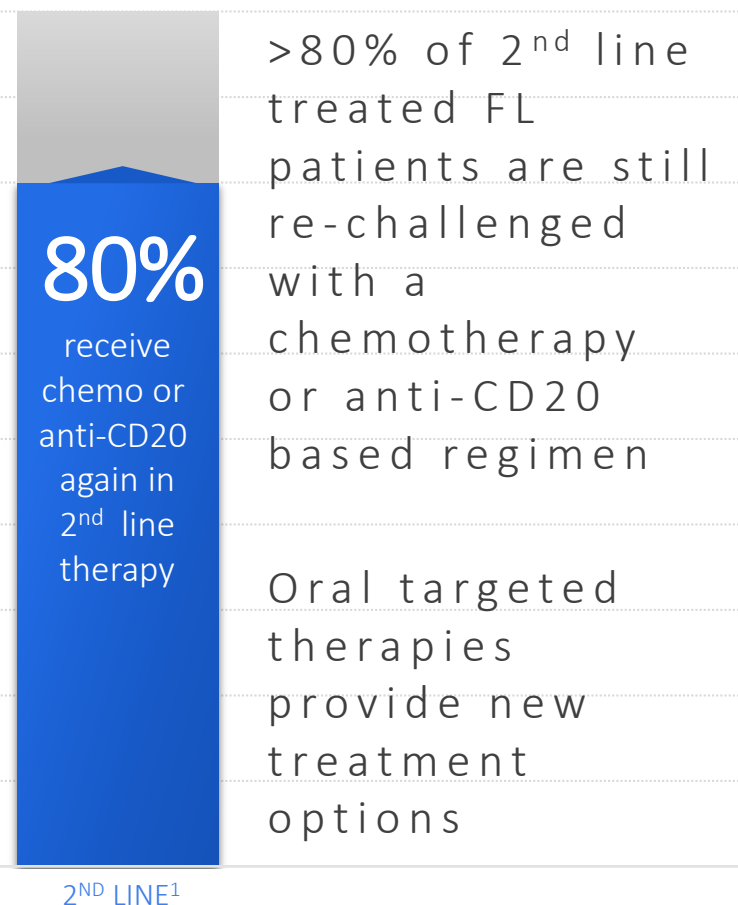 80%
receive
chemo or
anti-CD20
again in
2nd line
therapy
2ND LINE1
>80% of 2nd line
treated FL
patients are still
re-challenged
with a
chemotherapy
or anti-CD20
based regimen
Oral targeted
therapies
provide new
treatment
options